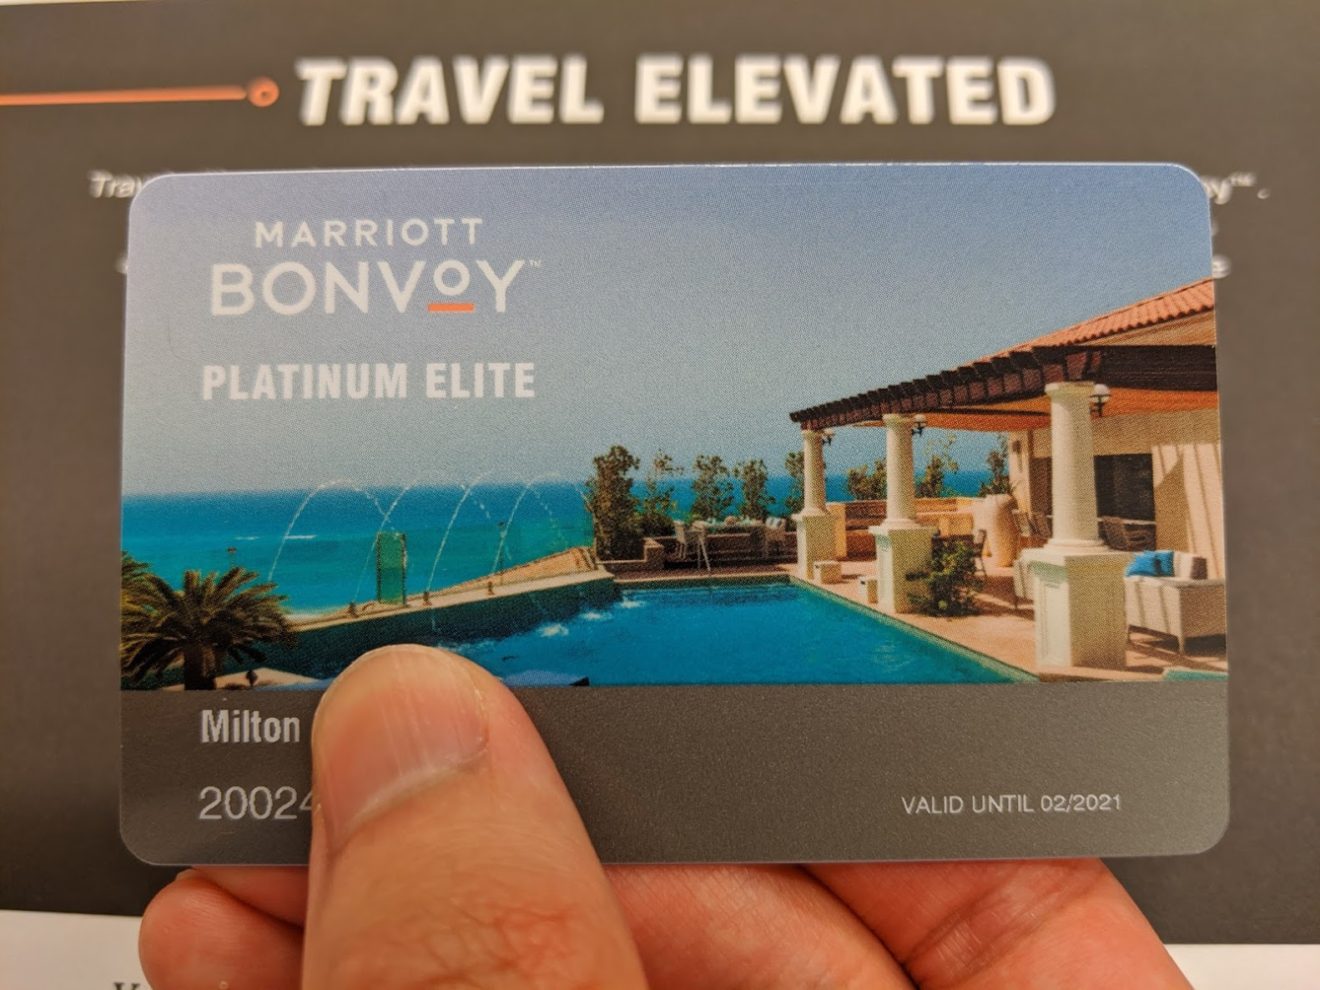 TRAVEL ELEVATED
MARRIOTT
BONVOY™
PLATINUM ELITE
Milton
20024
VALID UNTIL 02/2021